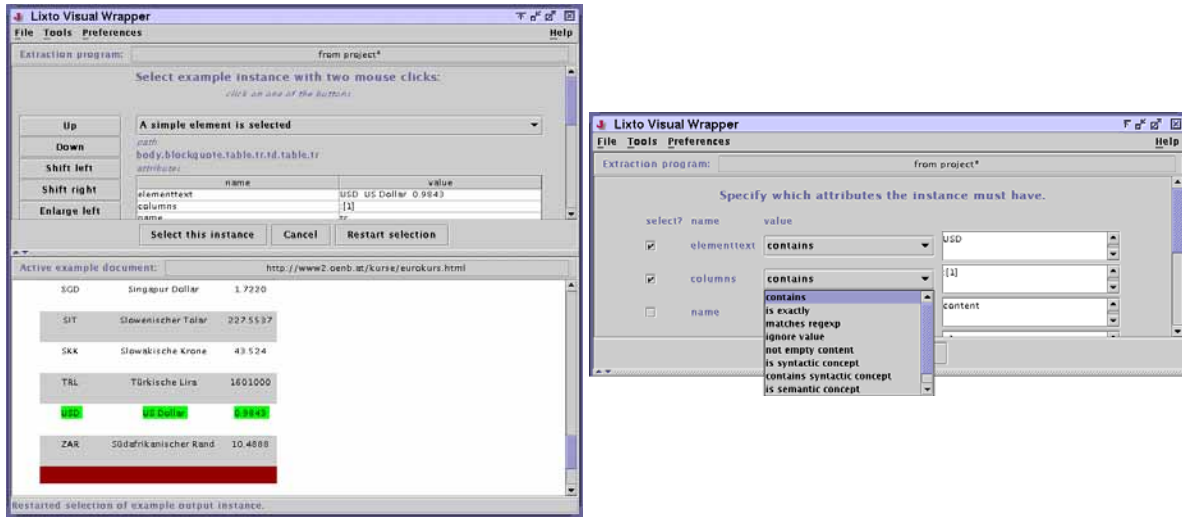 Lixto Visual Wrapper
File Tools Preferences Help
Extraction program: from project*
Select example instance with two mouse clicks:
click on one of the buttons
Up
Down
Shift left
Shift right
Enlarge left
A simple element is selected
path
body.blockquote.table.tr.td.table.tr
attributes
name value
elementtext USD US Dollar 0.9843
columns :[1]
name tr
Select this instance Cancel Restart selection
Active example document: http://www2.oenb.at/kurse/eurokurs.html
SGD Singapur Dollar 1.7220
SIT Slowenischer Tolar 227.5537
SKK Slowakische Krone 43.524
TRL Türkische Lira 1601000
USD US Dollar 0.9843
ZAR Südafrikanischer Rand 10.4888
Restarted selection of example output instance.
Lixto Visual Wrapper
File Tools Preferences Help
Extraction program: from project*
Specify which attributes the instance must have.
select? name value
elementtext contains USD
columns contains :[1]
name content
contains
is exactly
matches regexp
ignore value
not empty content
is syntactic concept
contains syntactic concept
is semantic concept